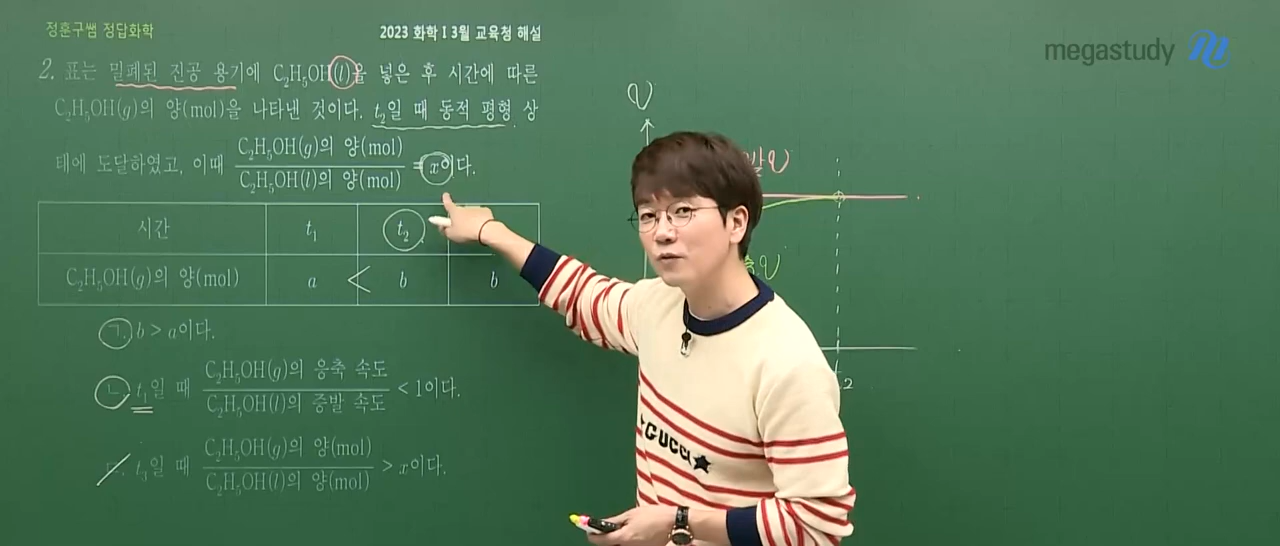 정훈구쌤 정답화학
2023 화학 I 3월 교육청 해설
megastudy
2. 표는 밀폐된 진공 용기에 C₂H₅OH(l)을 넣은 후 시간에 따른
C₂H₅OH(g)의 양(mol)을 나타낸 것이다. t₂일 때 동적 평형 상
태에 도달하였고, 이때 C₂H₅OH(g)의 양(mol) / C₂H₅OH(l)의 양(mol) = x이다.
시간 t₁ t₂
C₂H₅OH(g)의 양(mol) a < b b
ㄱ. b > a이다.
ㄴ. t₁일 때 C₂H₅OH(g)의 응축 속도 / C₂H₅OH(l)의 증발 속도 < 1이다.
ㄷ. t₃일 때 C₂H₅OH(g)의 양(mol) / C₂H₅OH(l)의 양(mol) > x이다.
v
발 v
v
2
GUCCI